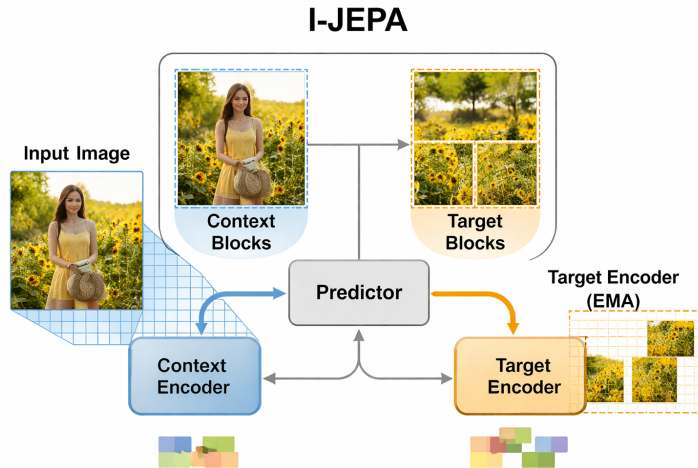 I-JEPA
Input Image
Context
Blocks
Target
Blocks
Predictor
Target Encoder
(EMA)
Context
Encoder
Target
Encoder